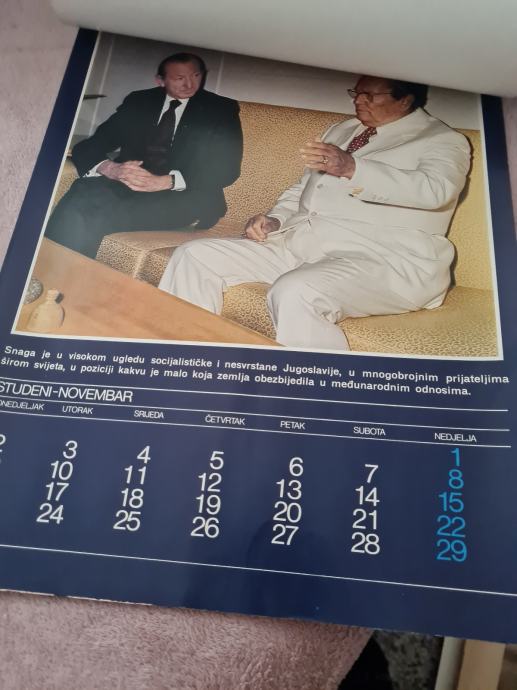 Snaga je u visokom ugledu socijalističke i nesvrstane Jugoslavije, u mnogobrojnim prijateljima
širom svijeta, u poziciji kakvu je malo koja zemlja obezbijedila u međunarodnim odnosima.
STUDENI-NOVEMBAR
ONEDJELJAK UTORAK SRIJEDA ČETVRTAK PETAK SUBOTA NEDJELJA
1
2 3 4 5 6 7 8
10 11 12 13 14 15
17 18 19 20 21 22
24 25 26 27 28 29